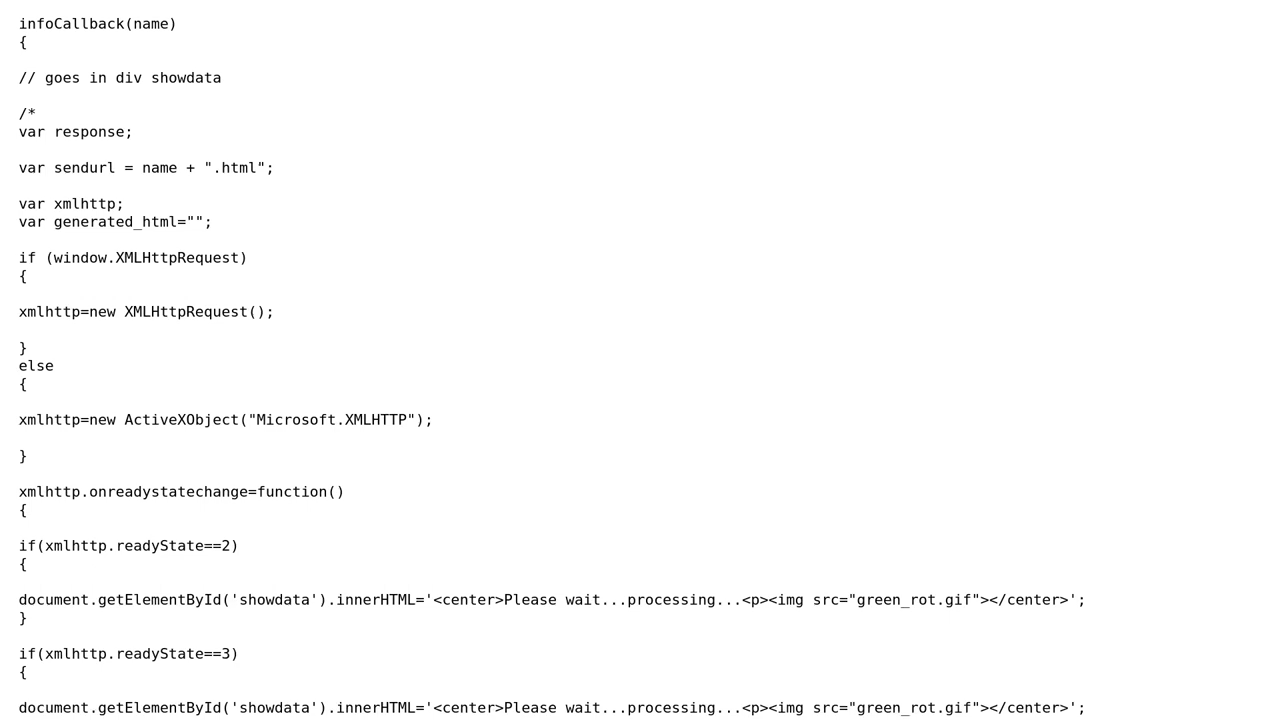 infoCallback(name)
{
// goes in div showdata
/*
var response;
var sendurl = name + ".html";
var xmlhttp;
var generated_html="";
if (window.XMLHttpRequest)
{
xmlhttp=new XMLHttpRequest();
}
else
{
xmlhttp=new ActiveXObject("Microsoft.XMLHTTP");
}
xmlhttp.onreadystatechange=function()
{
if(xmlhttp.readyState==2)
{
document.getElementById('showdata').innerHTML='<center>Please wait...processing...<p><img src="green_rot.gif"></center>';
}
if(xmlhttp.readyState==3)
{
document.getElementById('showdata').innerHTML='<center>Please wait...processing...<p><img src="green_rot.gif"></center>';